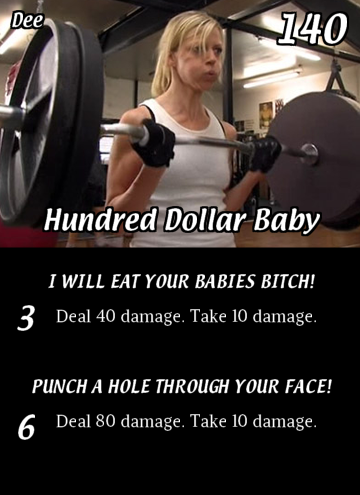 Dee
140
Hundred Dollar Baby
I WILL EAT YOUR BABIES BITCH!
3 Deal 40 damage. Take 10 damage.
PUNCH A HOLE THROUGH YOUR FACE!
6 Deal 80 damage. Take 10 damage.